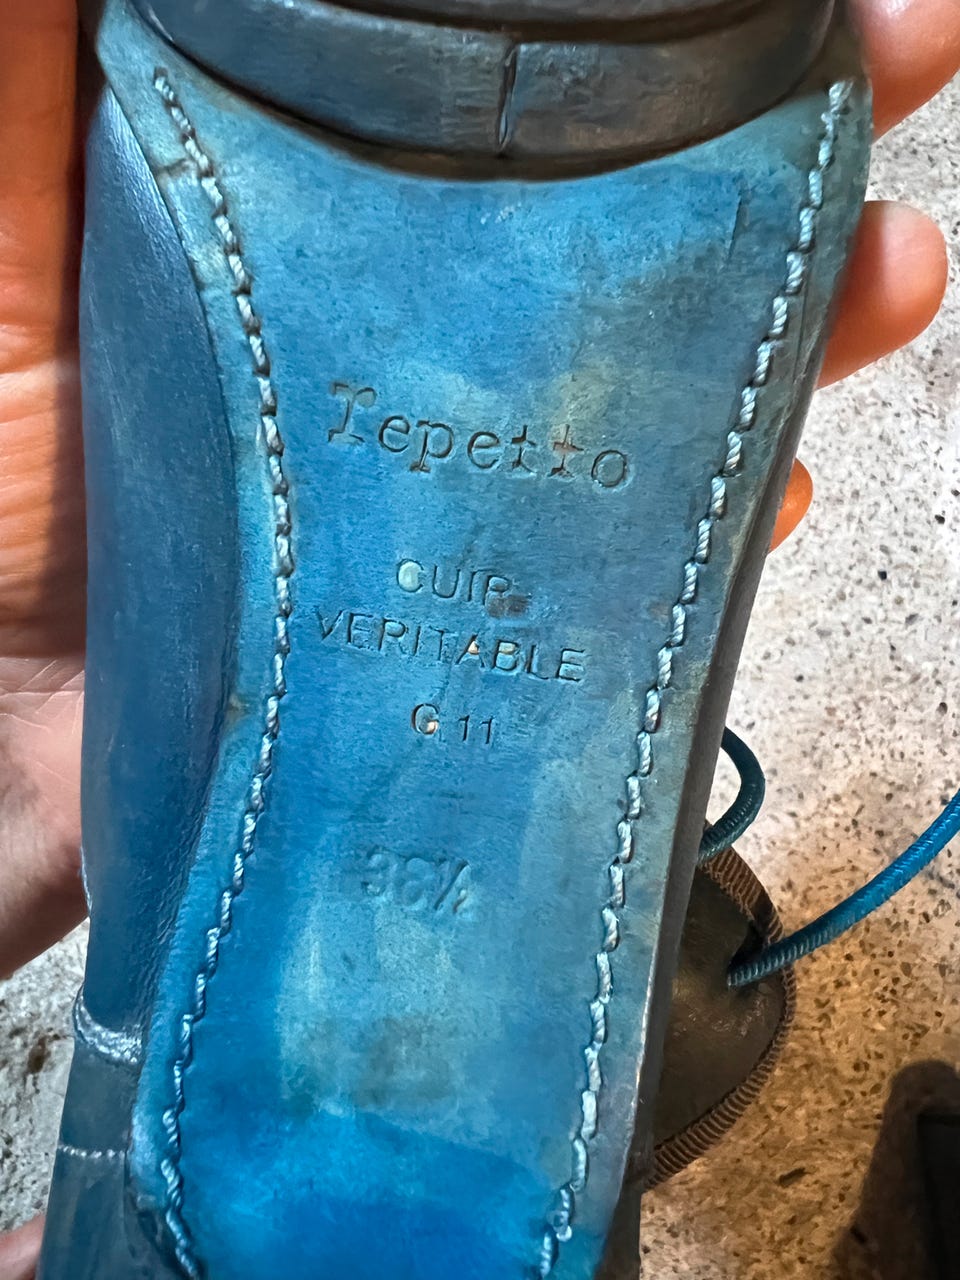 repetto
CUIR
VERITABLE
G 11
38½